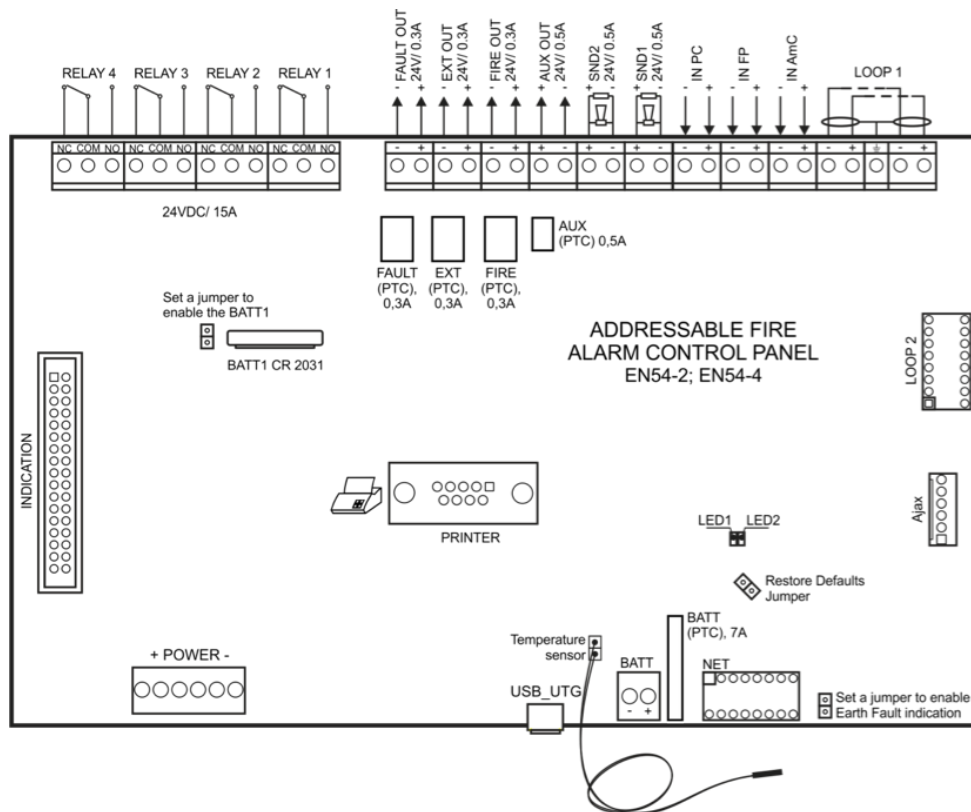 FAULT OUT
24V/ 0.3A
EXT OUT
24V/ 0.3A
FIRE OUT
24V/ 0.3A
AUX OUT
24V/ 0.5A
SND2
24V/ 0.5A
SND1
24V/ 0.5A
IN PC
IN FP
IN AmC
LOOP 1
RELAY 4 RELAY 3 RELAY 2 RELAY 1
- + - + - + + - + - + - - + - + - + - + - +
NC COM NO NC COM NO NC COM NO NC COM NO
- + - + - + + - + - + - - + - + - + - + - +
24VDC/ 15A
AUX
(PTC) 0,5A
FAULT
(PTC),
0,3A
EXT
(PTC),
0,3A
FIRE
(PTC),
0,3A
Set a jumper to
enable the BATT1
BATT1 CR 2031
ADDRESSABLE FIRE
ALARM CONTROL PANEL
EN54-2; EN54-4
LOOP 2
INDICATION
PRINTER
Ajax
LED1 LED2
Restore Defaults
Jumper
BATT
(PTC), 7A
Temperature
sensor
+ POWER -
BATT
- +
NET
USB_UTG
Set a jumper to enable
Earth Fault indication